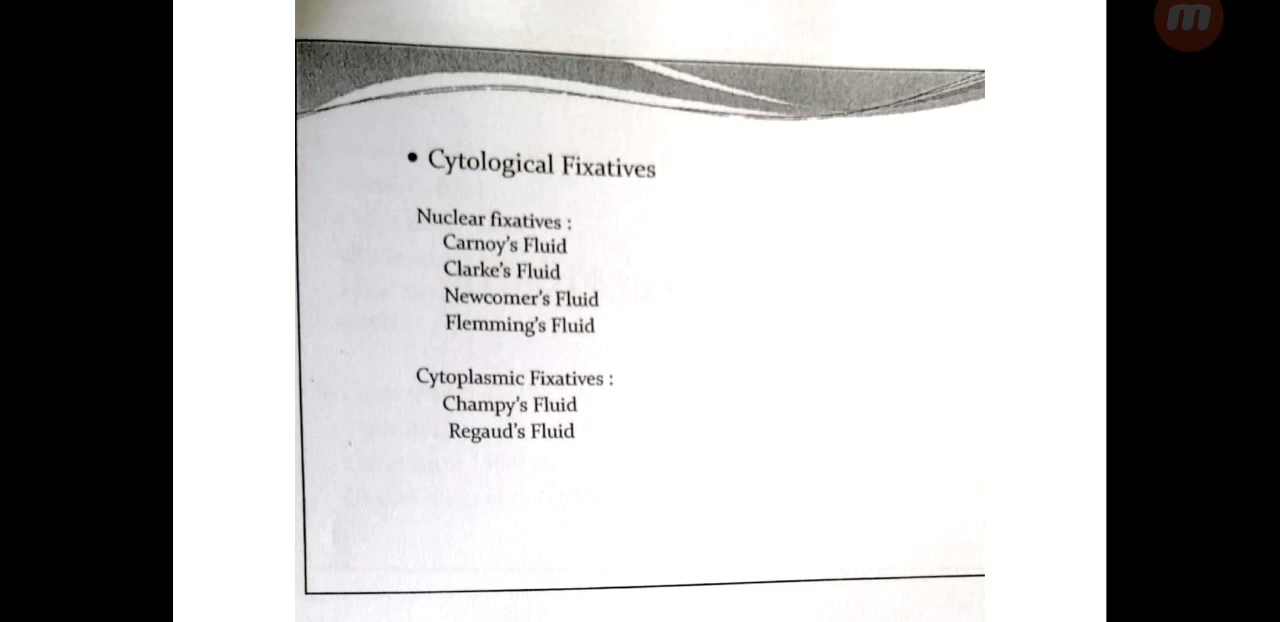 • Cytological Fixatives
Nuclear fixatives :
Carnoy's Fluid
Clarke's Fluid
Newcomer's Fluid
Flemming's Fluid
Cytoplasmic Fixatives :
Champy's Fluid
Regaud's Fluid